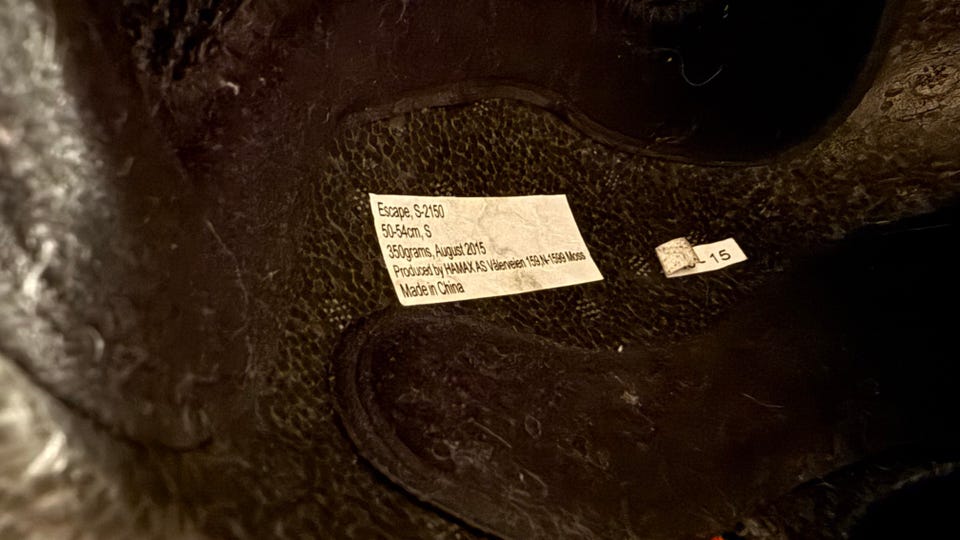 Escape, S-2150
50-54cm, S
350grams, August 2015
Produced by HAMAX AS Vålerveien 159,N-1599 Moss
Made in China
15